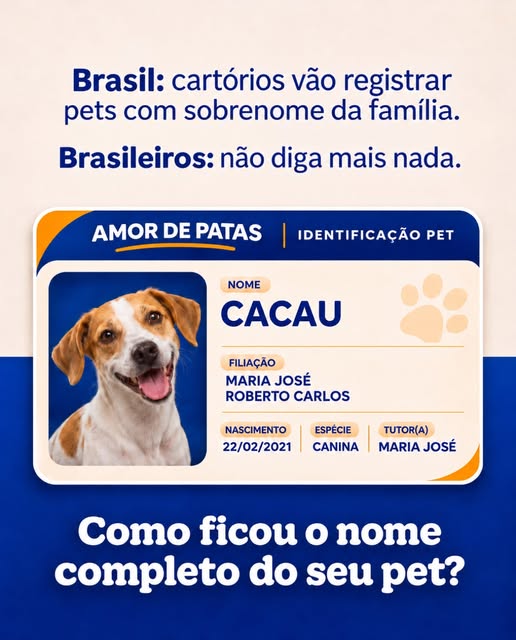 Brasil: cartórios vão registrar
pets com sobrenome da família.
Brasileiros: não diga mais nada.
AMOR DE PATAS | IDENTIFICAÇÃO PET
NOME
CACAU
FILIAÇÃO
MARIA JOSÉ
ROBERTO CARLOS
NASCIMENTO ESPÉCIE TUTOR(A)
22/02/2021 CANINA MARIA JOSÉ
Como ficou o nome
completo do seu pet?